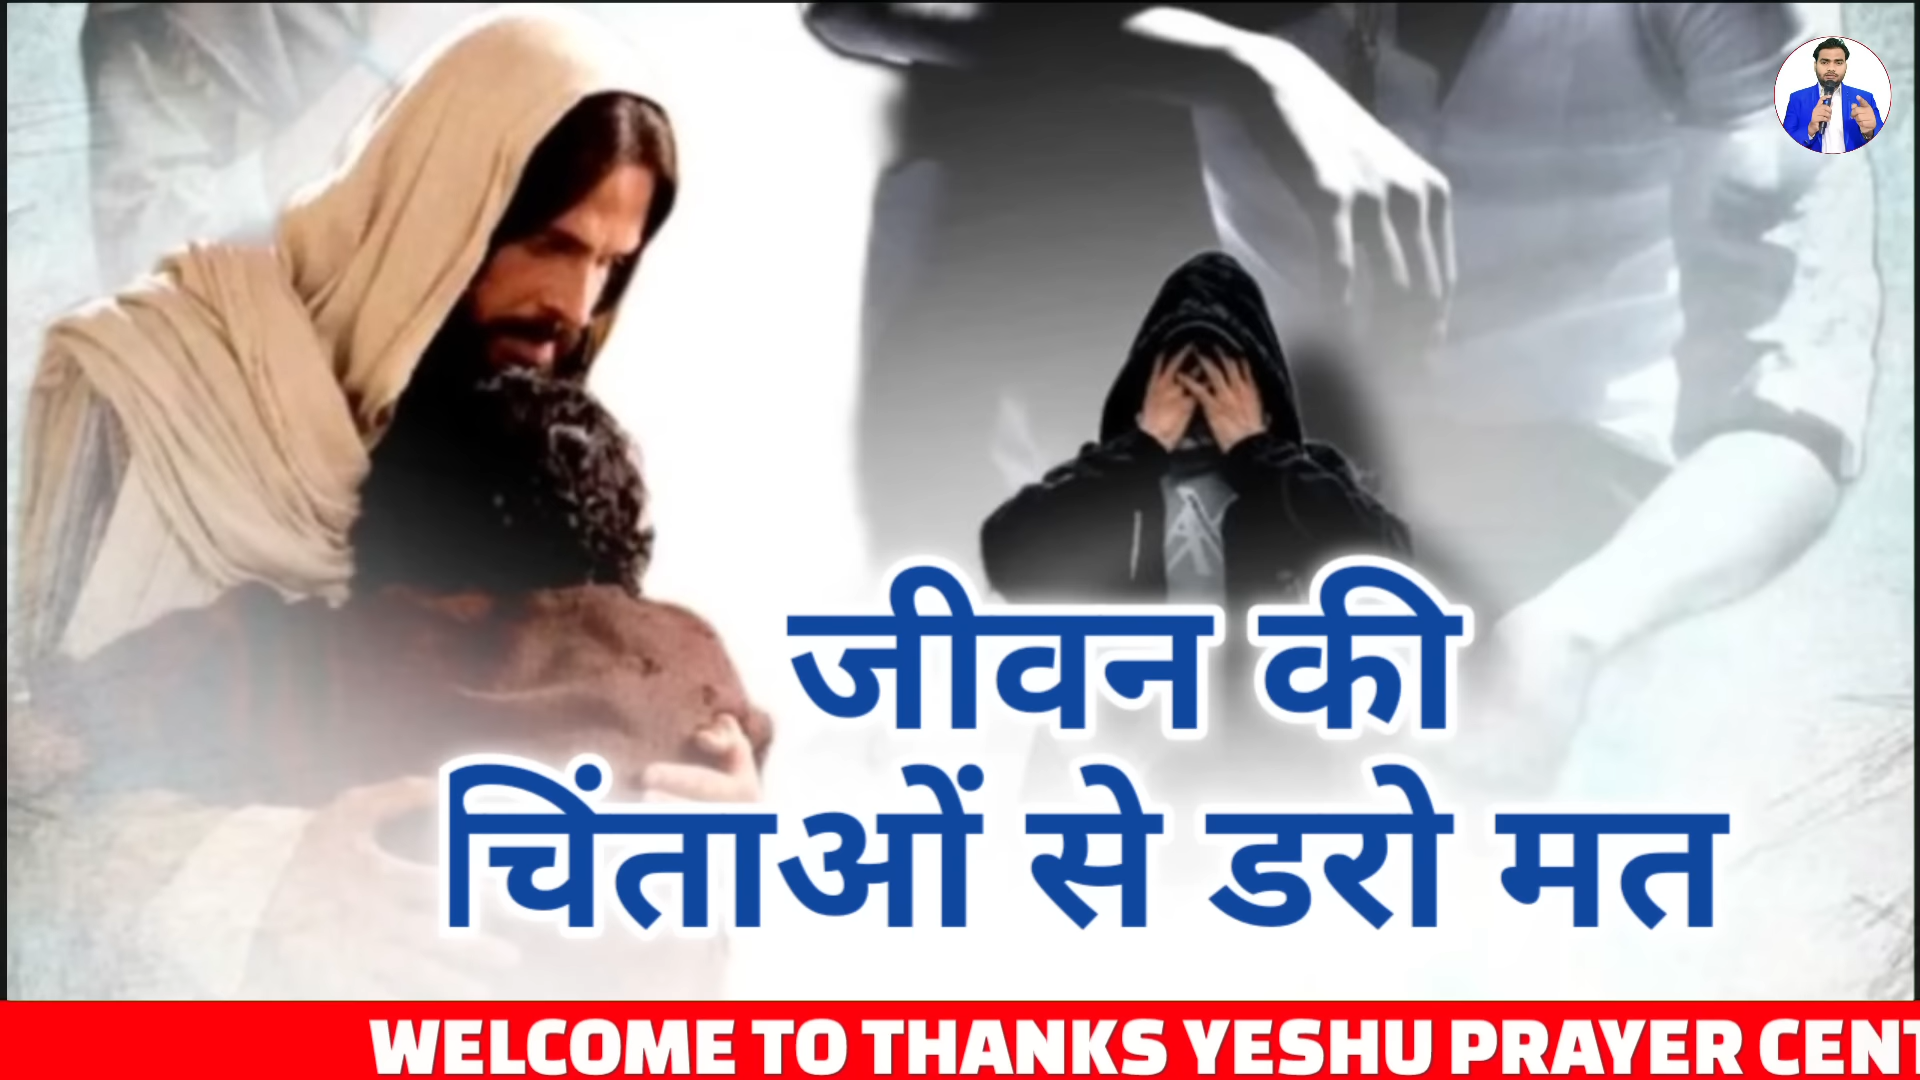 जीवन की
चिंताओं से डरो मत
WELCOME TO THANKS YESHU PRAYER CENT